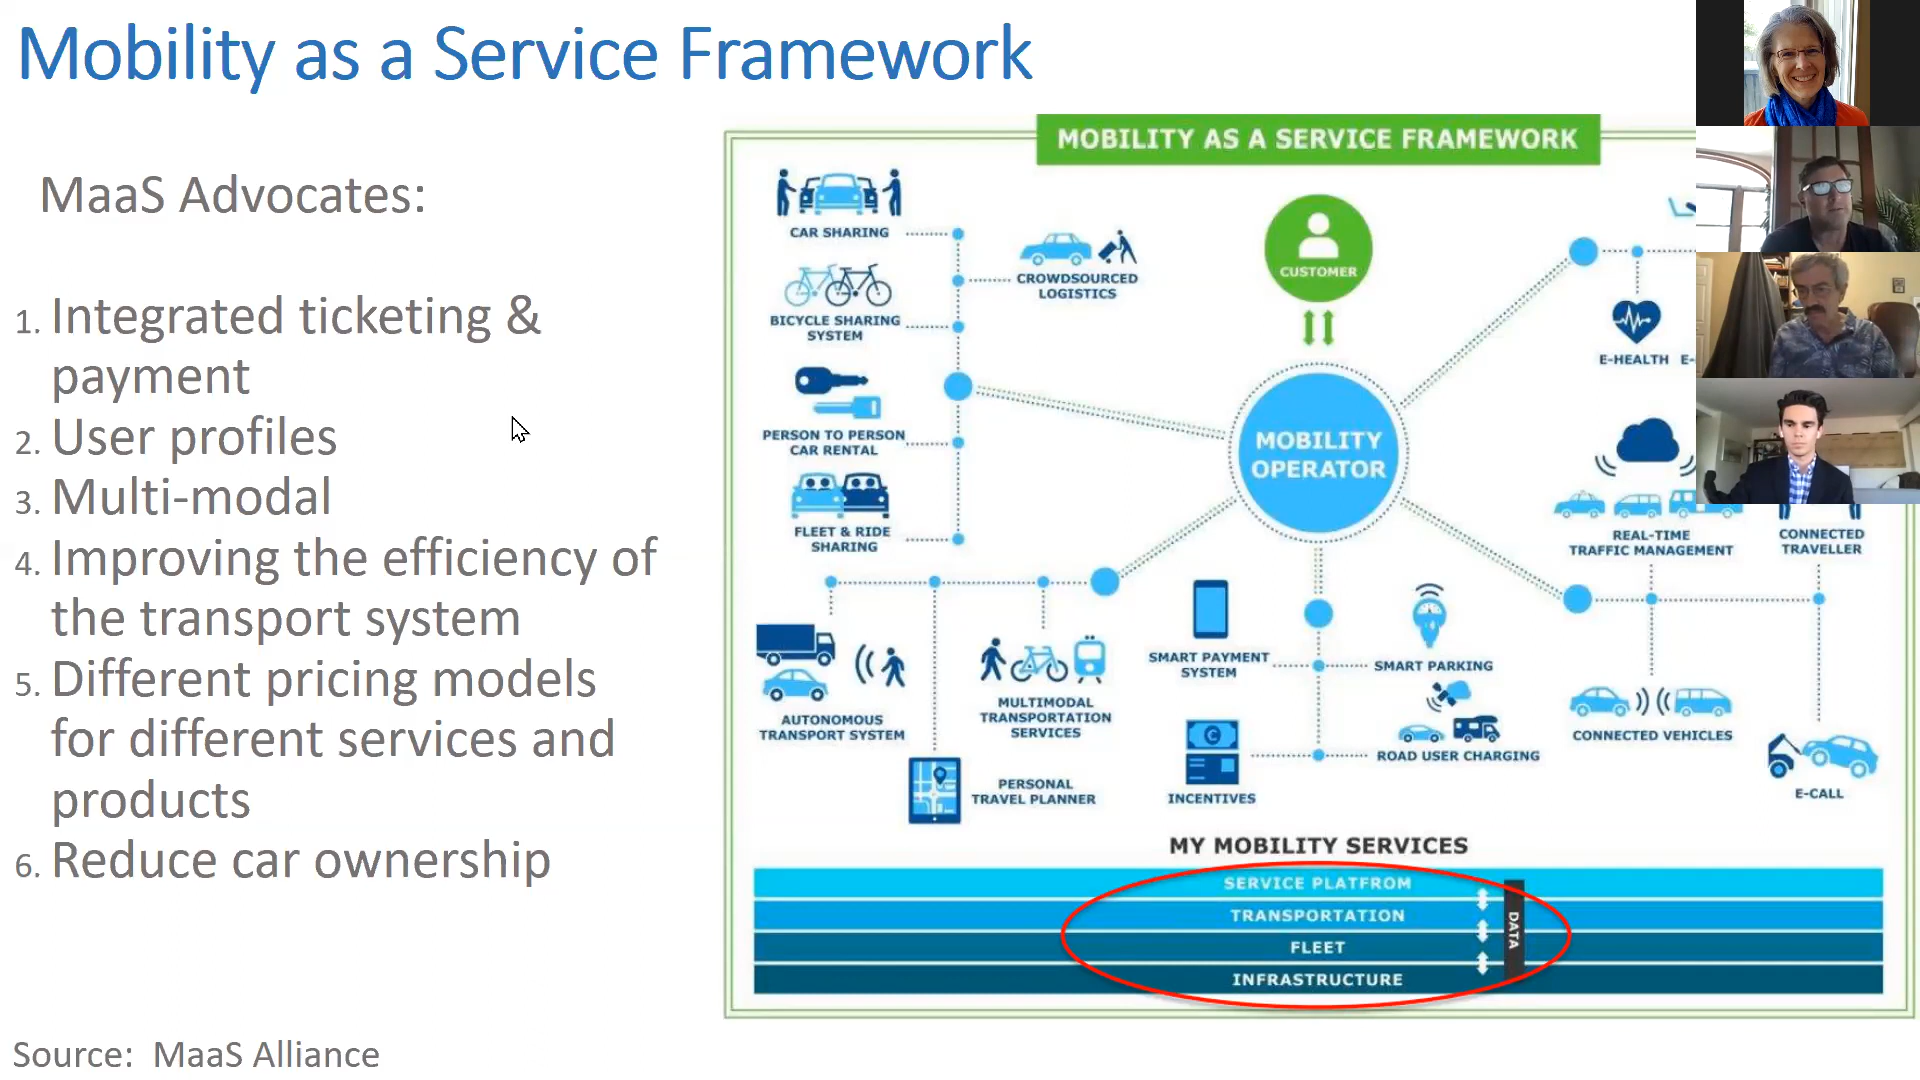 Mobility as a Service Framework
MaaS Advocates:
1. Integrated ticketing &
payment
2. User profiles
3. Multi-modal
4. Improving the efficiency of
the transport system
5. Different pricing models
for different services and
products
6. Reduce car ownership
Source: MaaS Alliance
MOBILITY AS A SERVICE FRAMEWORK
CAR SHARING
CROWDSOURCED
LOGISTICS
BICYCLE SHARING
SYSTEM
PERSON TO PERSON
CAR RENTAL
FLEET & RIDE
SHARING
CUSTOMER
MOBILITY
OPERATOR
E-HEALTH E-
REAL-TIME
TRAFFIC MANAGEMENT
CONNECTED
TRAVELLER
AUTONOMOUS
TRANSPORT SYSTEM
MULTIMODAL
TRANSPORTATION
SERVICES
PERSONAL
TRAVEL PLANNER
SMART PAYMENT
SYSTEM
SMART PARKING
INCENTIVES
ROAD USER CHARGING
CONNECTED VEHICLES
E-CALL
MY MOBILITY SERVICES
SERVICE PLATFROM
TRANSPORTATION
FLEET
INFRASTRUCTURE
DATA